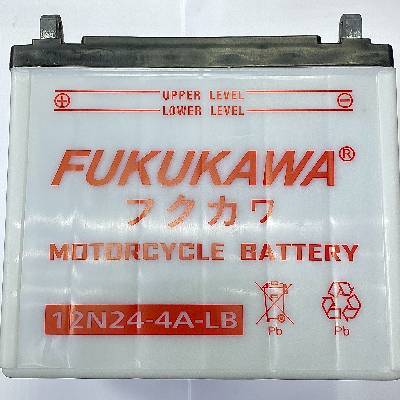 UPPER LEVEL
LOWER LEVEL
FUKUKAWA®
フクカワ
MOTORCYCLE BATTERY
12N24-4A-LB
Pb Pb